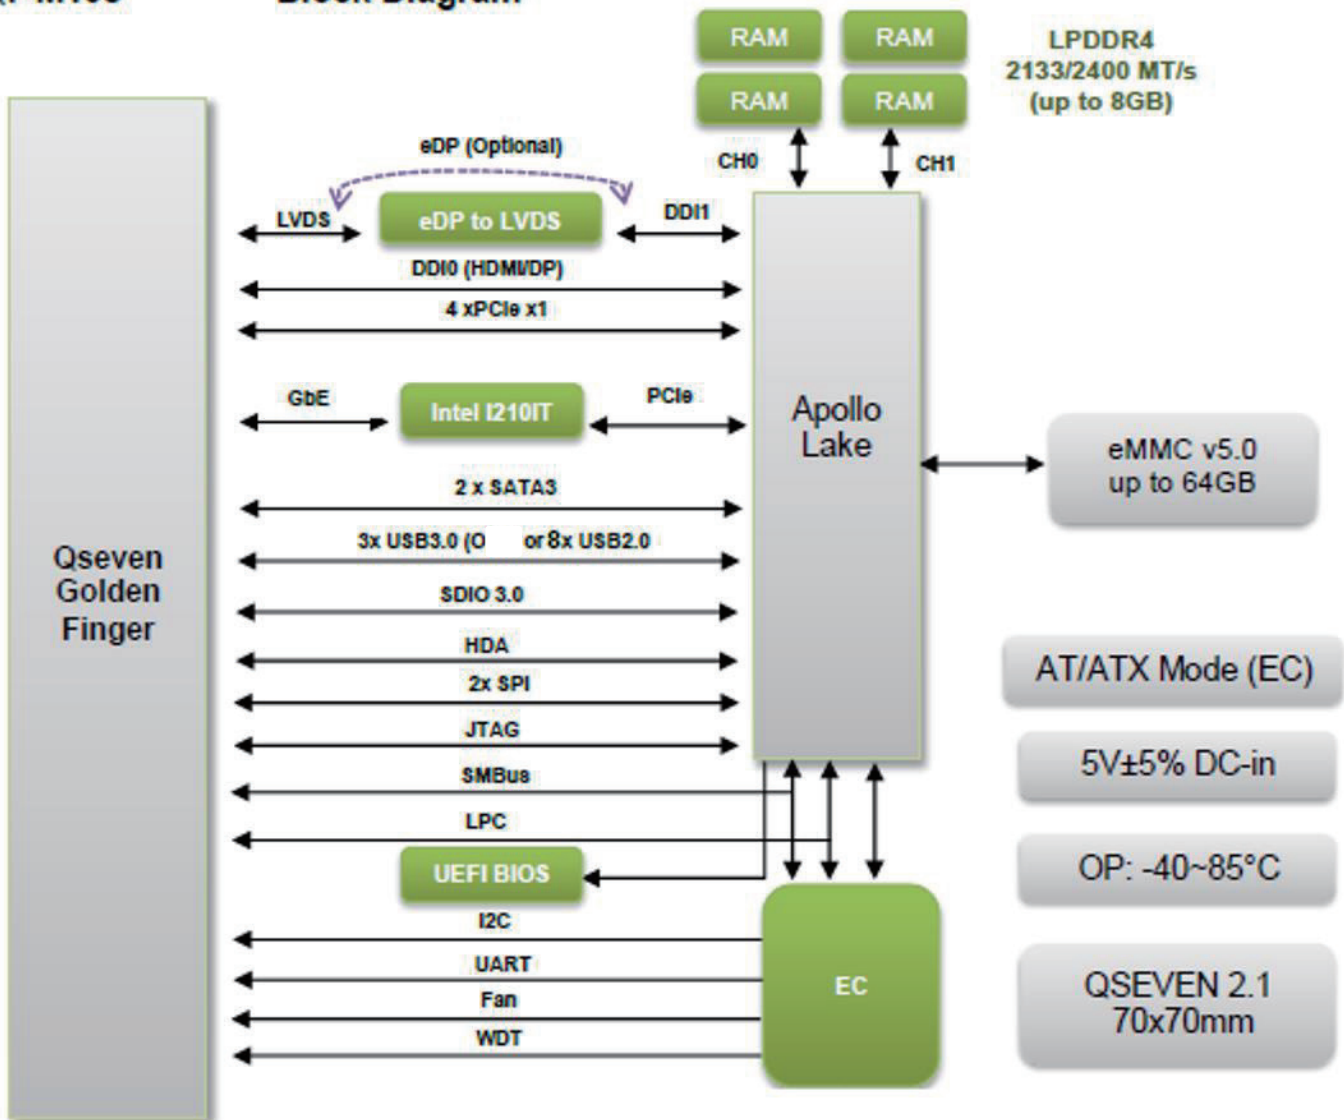 Block Diagram
RAM
RAM
RAM
RAM
LPDDR4
2133/2400 MT/s
(up to 8GB)
CH0
CH1
eDP (Optional)
LVDS
eDP to LVDS
DDI1
DDI0 (HDMI/DP)
4 xPCIe x1
GbE
Intel I210IT
PCIe
Apollo
Lake
eMMC v5.0
up to 64GB
2 x SATA3
3x USB3.0 (O or 8x USB2.0
Qseven
Golden
Finger
SDIO 3.0
HDA
2x SPI
JTAG
SMBus
LPC
UEFI BIOS
I2C
UART
Fan
WDT
EC
AT/ATX Mode (EC)
5V±5% DC-in
OP: -40~85°C
QSEVEN 2.1
70x70mm